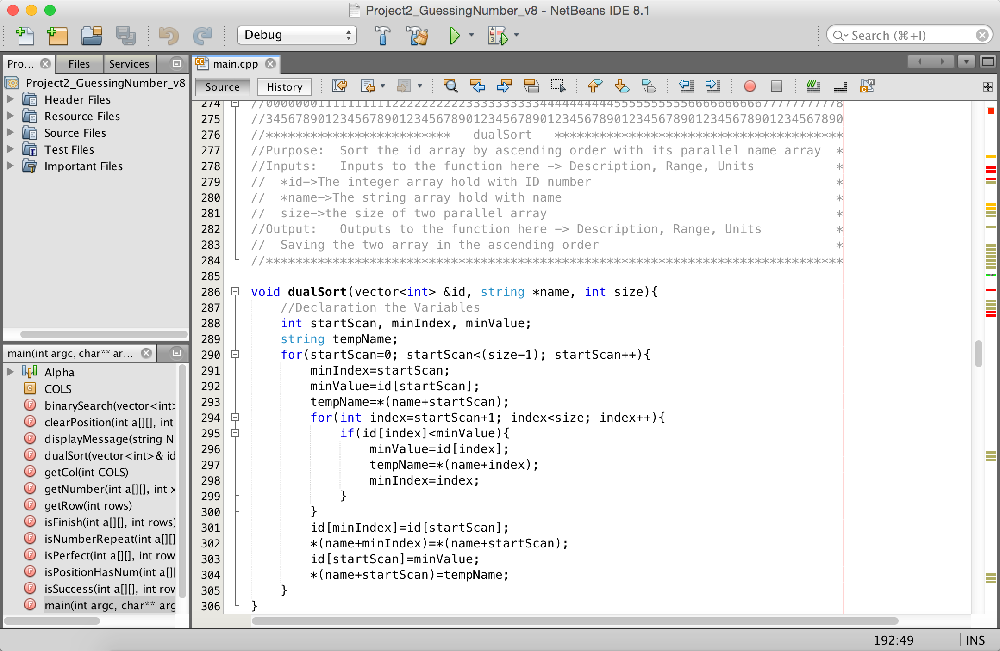 Project2_GuessingNumber_v8 - NetBeans IDE 8.1
Debug
Search (⌘+I)
Pro...
Files
Services
main.cpp
Source
History
Project2_GuessingNumber_v8
Header Files
Resource Files
Source Files
Test Files
Important Files
main(int argc, char** ar...
Alpha
COLS
binarySearch(vector<int>
clearPosition(int a[][], int
displayMessage(string N
dualSort(vector<int>& id
getCol(int COLS)
getNumber(int a[][], int x
getRow(int rows)
isFinish(int a[][], int rows)
isNumberRepeat(int a[][]
isPerfect(int a[][], int row
isPositionHasNum(int a[][
isSuccess(int a[][], int row
main(int argc, char** arg
274 //000000011111111112222222222333333333344444444445555555555666666666677777777778
275 //345678901234567890123456789012345678901234567890123456789012345678901234567890
276 //*************************   dualSort   ***************************************
277 //Purpose:  Sort the id array by ascending order with its parallel name array  *
278 //Inputs:   Inputs to the function here -> Description, Range, Units           *
279 //  *id->The integer array hold with ID number                                 *
280 //  *name->The string array hold with name                                     *
281 //  size->the size of two parallel array                                       *
282 //Output:   Outputs to the function here -> Description, Range, Units          *
283 //  Saving the two array in the ascending order                                *
284 //******************************************************************************
285
286 void dualSort(vector<int> &id, string *name, int size){
287     //Declaration the Variables
288     int startScan, minIndex, minValue;
289     string tempName;
290     for(startScan=0; startScan<(size-1); startScan++){
291         minIndex=startScan;
292         minValue=id[startScan];
293         tempName=*(name+startScan);
294         for(int index=startScan+1; index<size; index++){
295             if(id[index]<minValue){
296                 minValue=id[index];
297                 tempName=*(name+index);
298                 minIndex=index;
299             }
300         }
301         id[minIndex]=id[startScan];
302         *(name+minIndex)=*(name+startScan);
303         id[startScan]=minValue;
304         *(name+startScan)=tempName;
305     }
306 }
192:49
INS